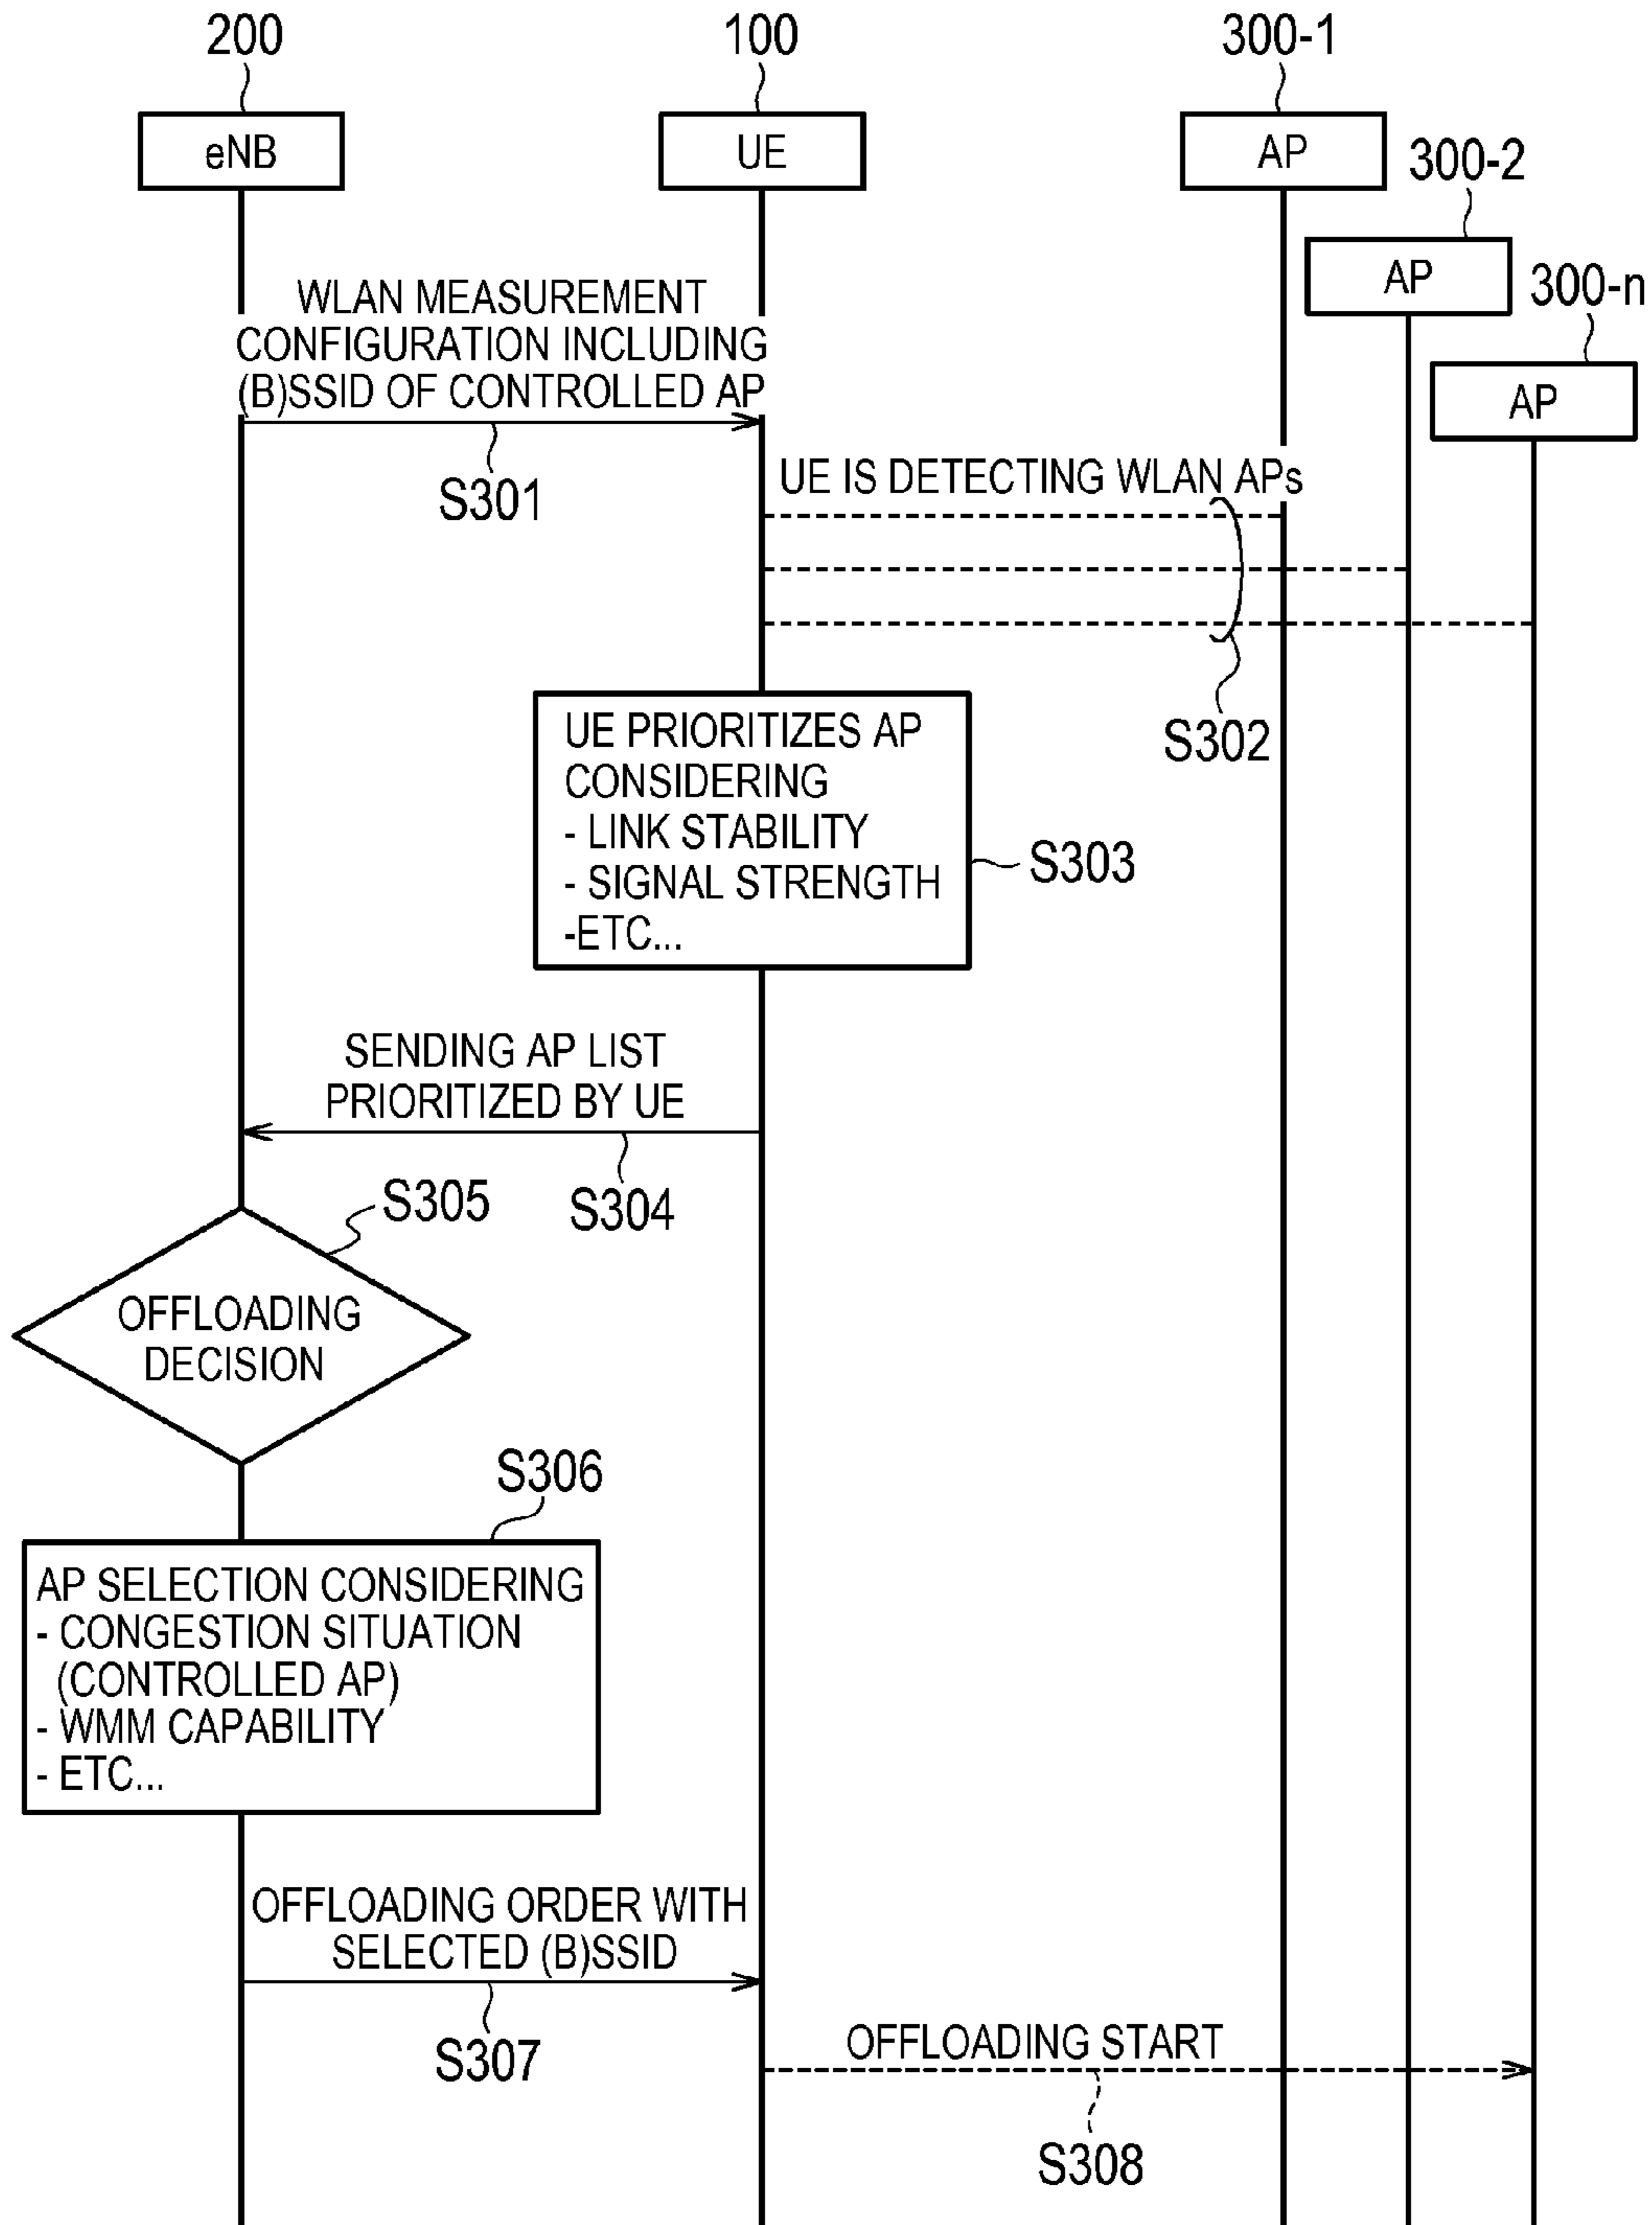 200
100
300-1
eNB
UE
AP
300-2
AP
300-n
AP
WLAN MEASUREMENT
CONFIGURATION INCLUDING
(B)SSID OF CONTROLLED AP
S301
UE IS DETECTING WLAN APs
S302
UE PRIORITIZES AP
CONSIDERING
- LINK STABILITY
- SIGNAL STRENGTH
-ETC...
S303
SENDING AP LIST
PRIORITIZED BY UE
S304
S305
OFFLOADING
DECISION
S306
AP SELECTION CONSIDERING
- CONGESTION SITUATION
(CONTROLLED AP)
- WMM CAPABILITY
- ETC...
OFFLOADING ORDER WITH
SELECTED (B)SSID
S307
OFFLOADING START
S308